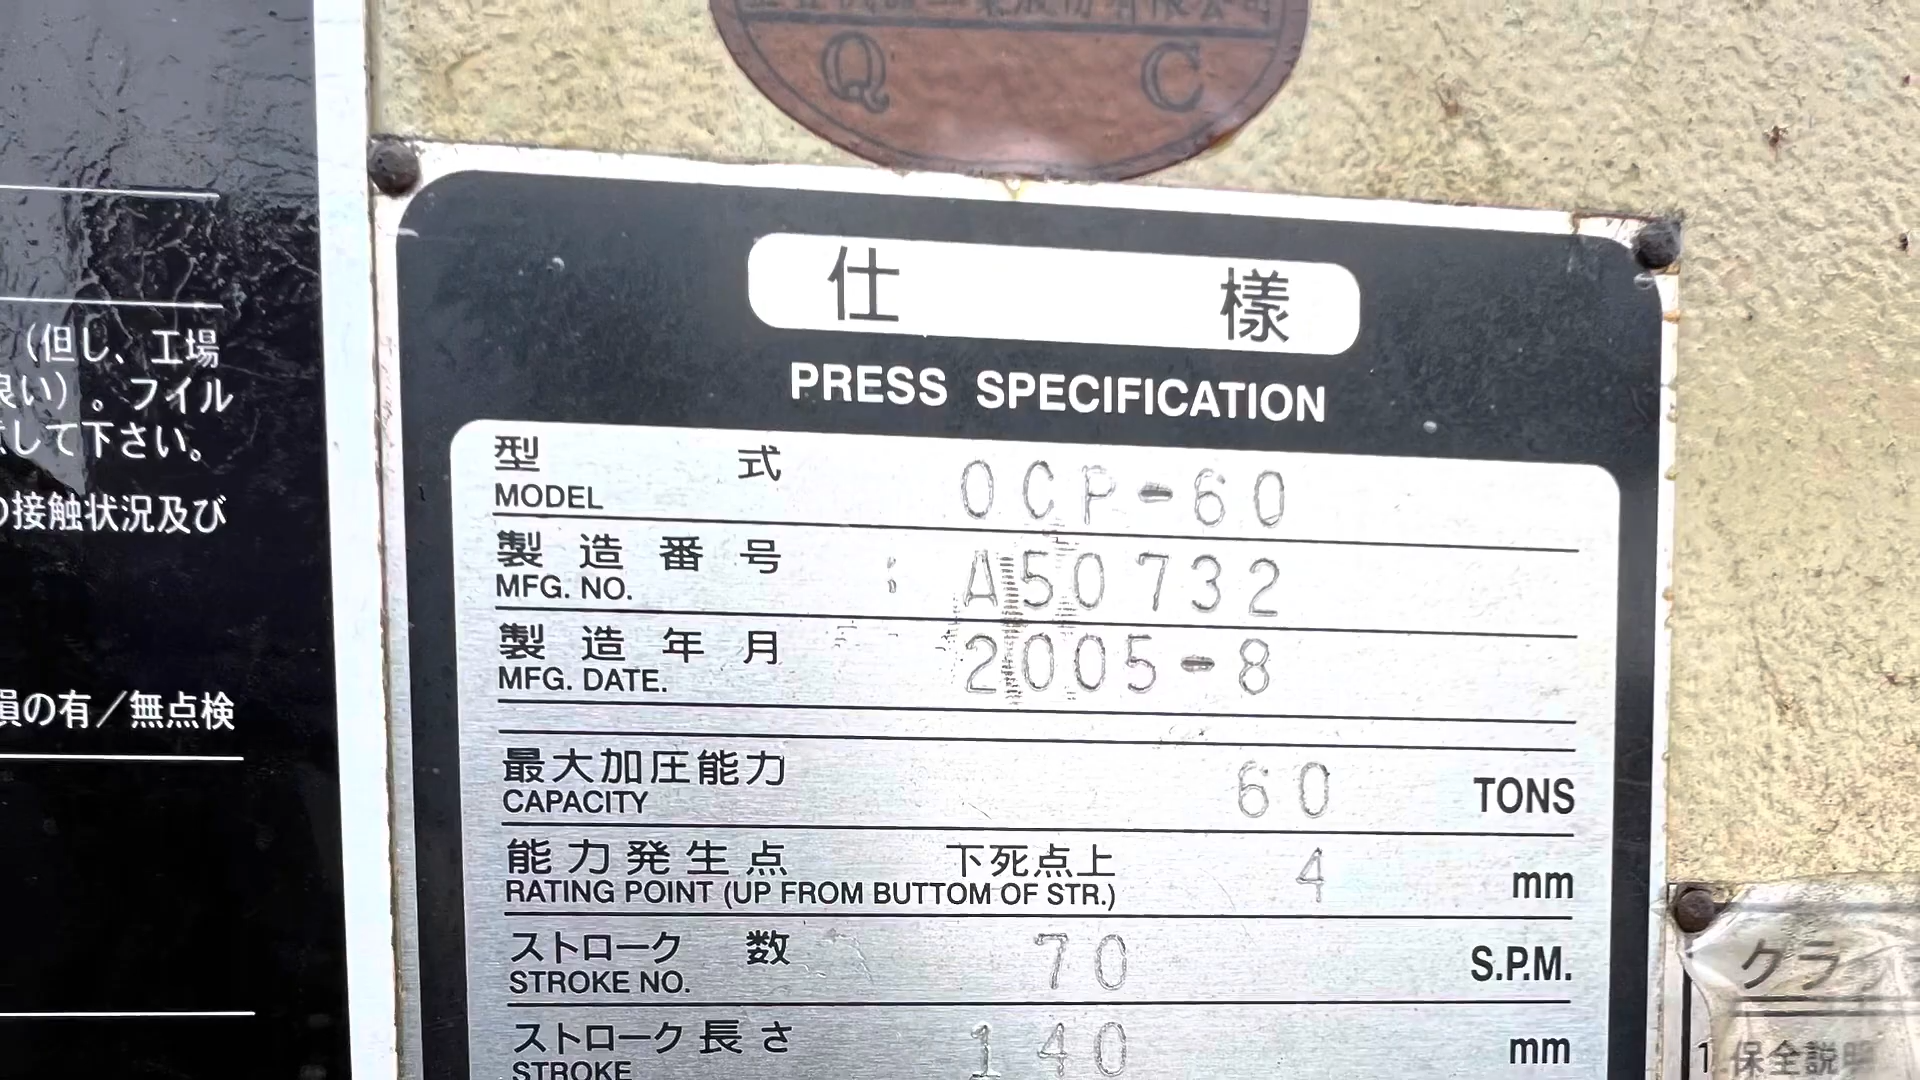 Q C
(但し、工場
良い)。フイル
して下さい。
の接触状況及び
損の有/無点検
仕 様
PRESS SPECIFICATION
型 式 OCP-60
MODEL
製造番号 : A50732
MFG. NO.
製造年月 2005-8
MFG. DATE.
最大加圧能力 60 TONS
CAPACITY
能力発生点 下死点上 4 mm
RATING POINT (UP FROM BUTTOM OF STR.)
ストローク 数 70 S.P.M.
STROKE NO.
ストローク長さ 140 mm
STROKE
クライ
1. 保全説明